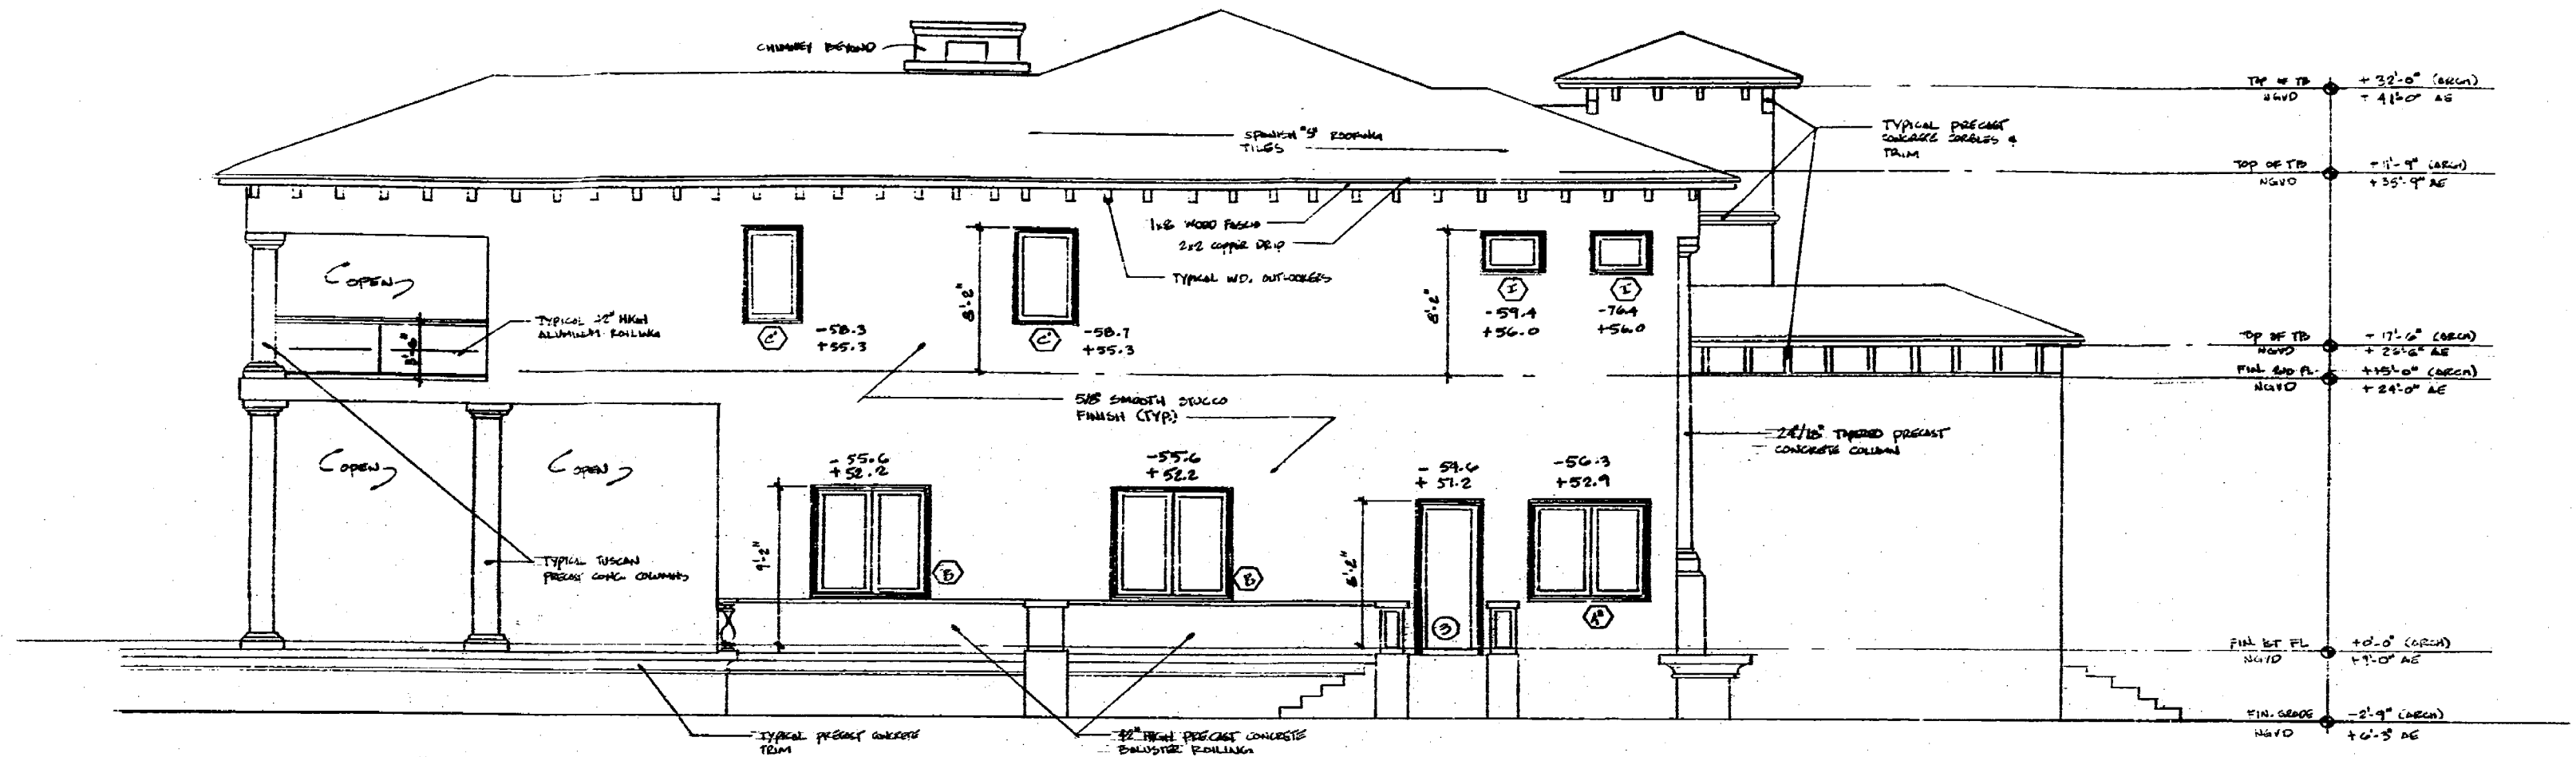 CHIMNEY BEYOND
SPANISH "S" ROOFING
TILES
TYPICAL PRECAST
CONCRETE CORBLES &
TRIM
TOP OF TB
NGVD
+32'-0" (ARCH)
+41'-0" AE
TOP OF TB
NGVD
(ARCH)
+35'-9" AE
1x8 WOOD FASCIA
2x2 COPPER DRIP
TYPICAL WD. OUTLOOKERS
OPEN
TYPICAL 42" HIGH
ALUMINUM RAILING
C'
-58.3
+55.3
8'-2"
C'
-58.7
+55.3
8'-2"
I
-59.4
+56.0
I
-76.4
+56.0
TOP OF TB
NGVD
+17'-6" (ARCH)
+26'-6" AE
FIN. 2ND FL.
NGVD
+15'-0" (ARCH)
+24'-0" AE
5/8" SMOOTH STUCCO
FINISH (TYP.)
24"/18" TAPERED PRECAST
CONCRETE COLUMN
OPEN
OPEN
-55.6
+52.2
-55.6
+52.2
-56.3
+52.9
9'-2"
B
B
3
TYPICAL TUSCAN
PRECAST CONC. COLUMNS
FIN. 1ST FL
NGVD
+0'-0" (ARCH)
+9'-0" AE
TYPICAL PRECAST CONCRETE
TRIM
42" HIGH PRECAST CONCRETE
BALUSTER RAILING
FIN. GRADE
NGVD
-2'-9" (ARCH)
+6'-3" AE